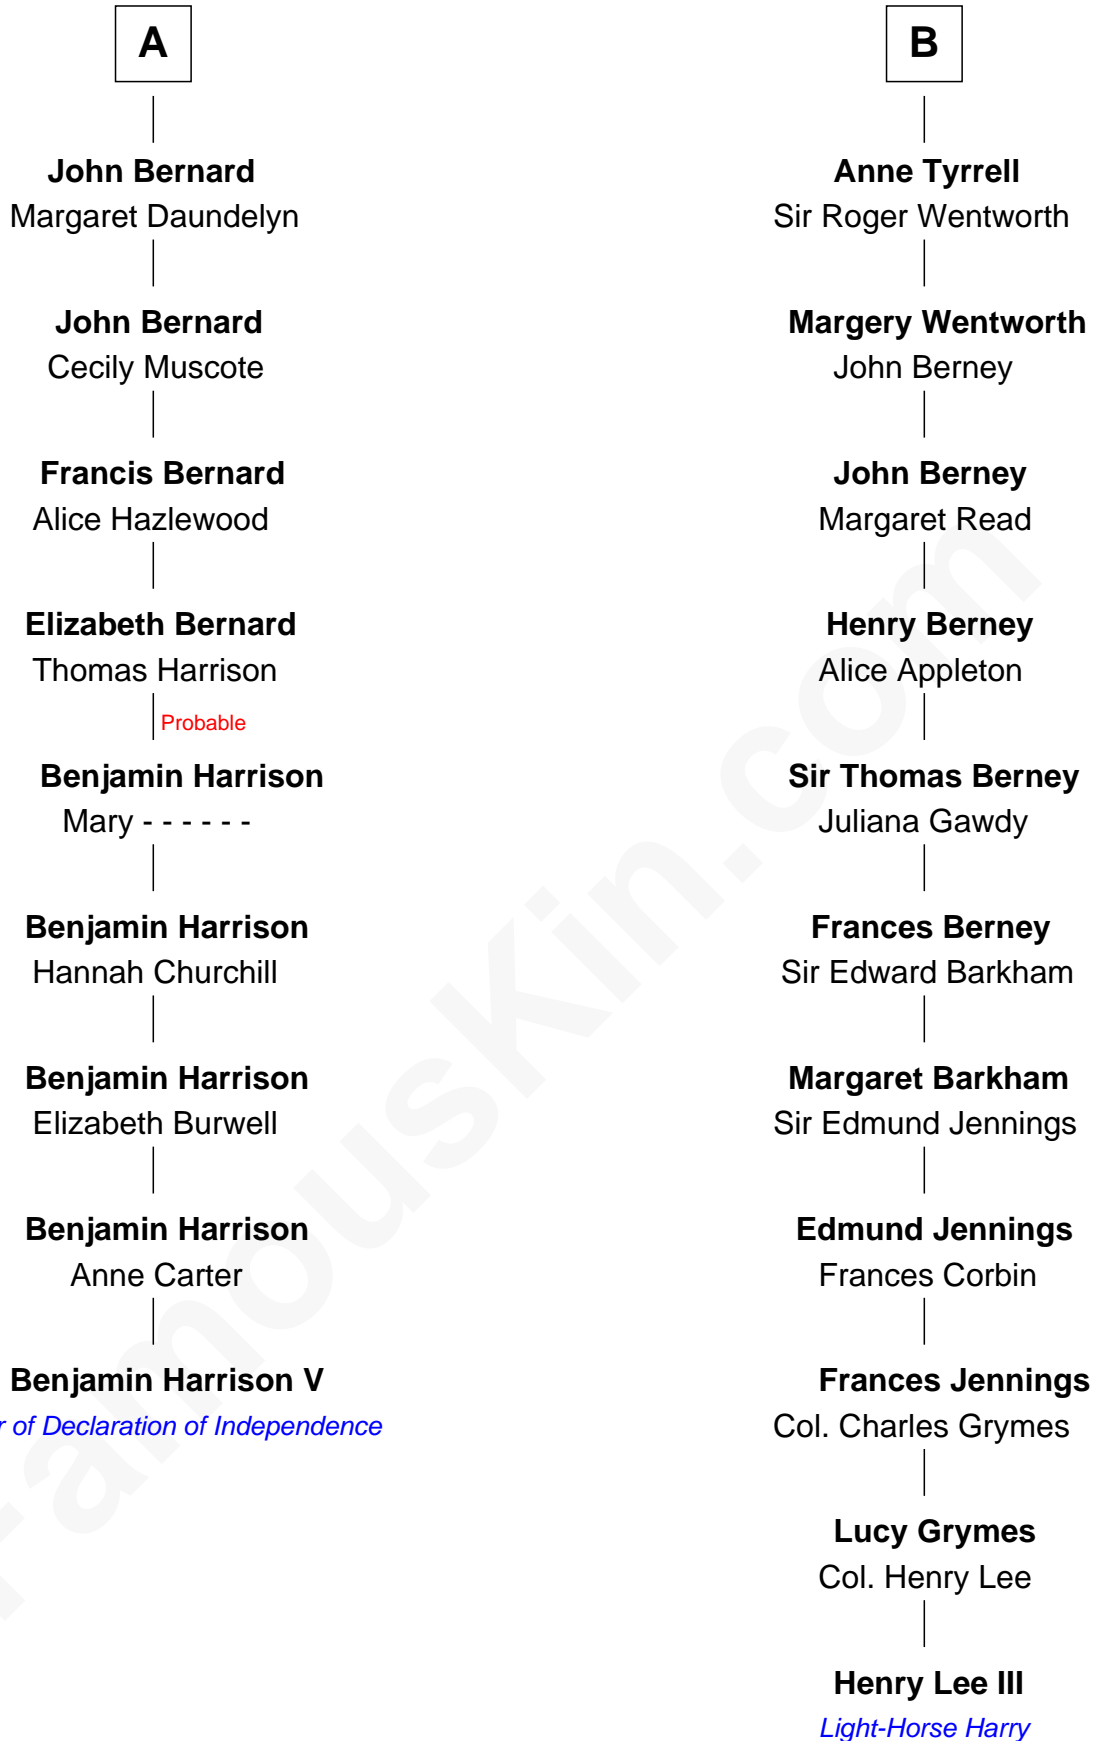 A
John Bernard
Margaret Daundelyn
John Bernard
Cecily Muscote
Francis Bernard
Alice Hazlewood
Elizabeth Bernard
Thomas Harrison
Probable
Benjamin Harrison
Mary - - - - - -
Benjamin Harrison
Hannah Churchill
Benjamin Harrison
Elizabeth Burwell
Benjamin Harrison
Anne Carter
Benjamin Harrison V
r of Declaration of Independence
B
Anne Tyrrell
Sir Roger Wentworth
Margery Wentworth
John Berney
John Berney
Margaret Read
Henry Berney
Alice Appleton
Sir Thomas Berney
Juliana Gawdy
Frances Berney
Sir Edward Barkham
Margaret Barkham
Sir Edmund Jennings
Edmund Jennings
Frances Corbin
Frances Jennings
Col. Charles Grymes
Lucy Grymes
Col. Henry Lee
Henry Lee III
Light-Horse Harry
FamousKin.com